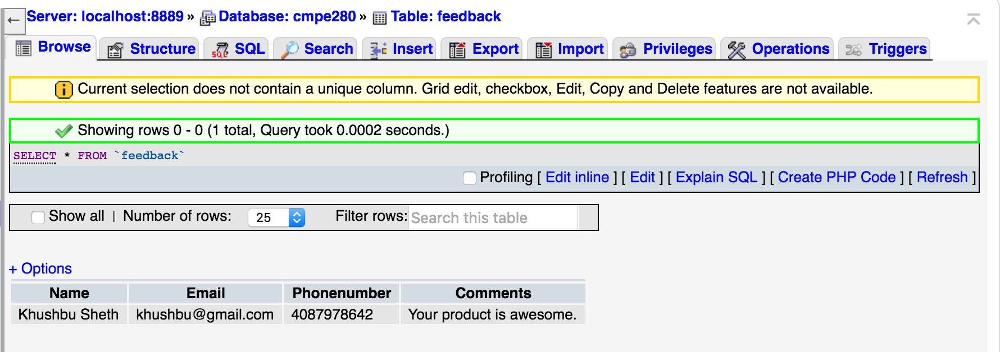 ← Server: localhost:8889 » Database: cmpe280 » Table: feedback
Browse Structure SQL Search Insert Export Import Privileges Operations Triggers
Current selection does not contain a unique column. Grid edit, checkbox, Edit, Copy and Delete features are not available.
Showing rows 0 - 0 (1 total, Query took 0.0002 seconds.)
SELECT * FROM `feedback`
Profiling [ Edit inline ] [ Edit ] [ Explain SQL ] [ Create PHP Code ] [ Refresh ]
Show all | Number of rows: 25 Filter rows: Search this table
+ Options
Name Email Phonenumber Comments
Khushbu Sheth khushbu@gmail.com 4087978642 Your product is awesome.